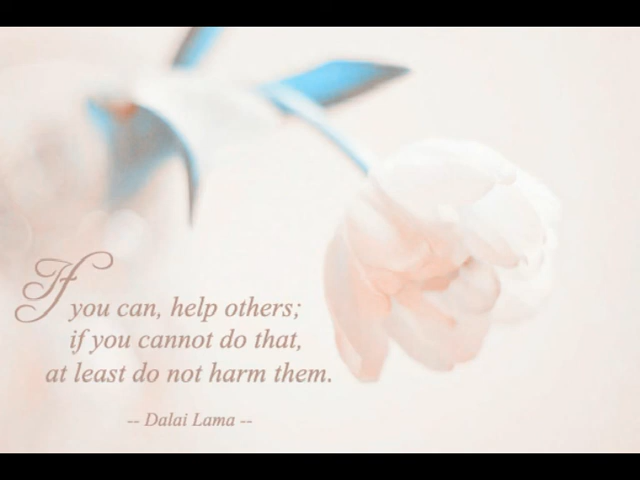 If you can, help others;
if you cannot do that,
at least do not harm them.
-- Dalai Lama --